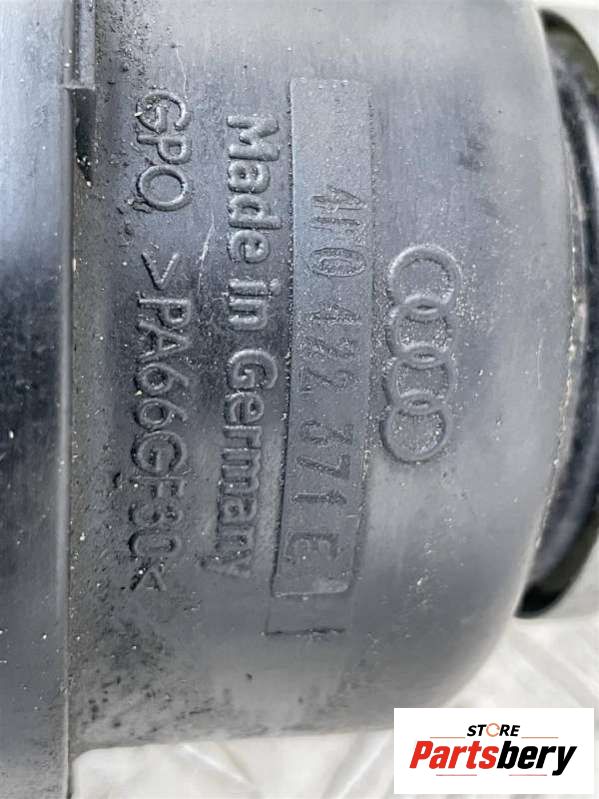 4F0 422 371 E
Made in Germany
GPO >PA66GF30<
STORE
Partsbery